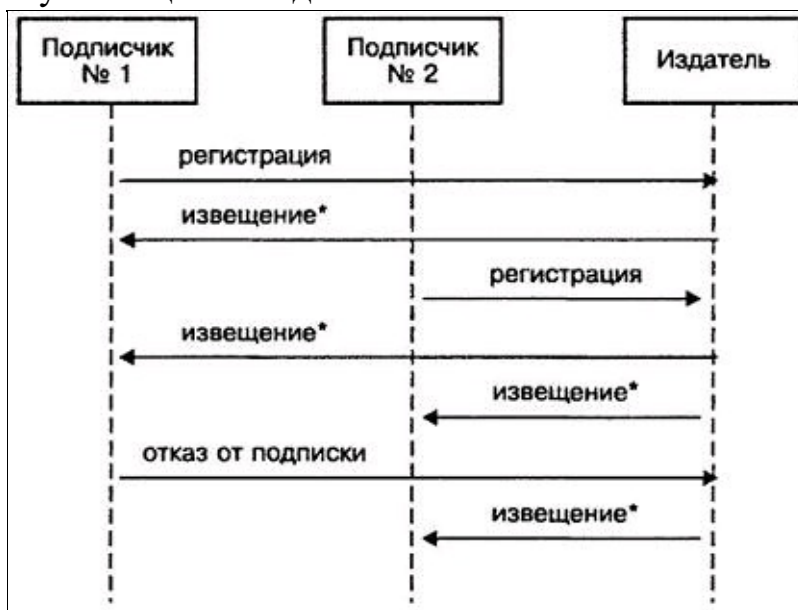 Подписчик
№ 1
Подписчик
№ 2
Издатель
регистрация
извещение*
регистрация
извещение*
извещение*
отказ от подписки
извещение*